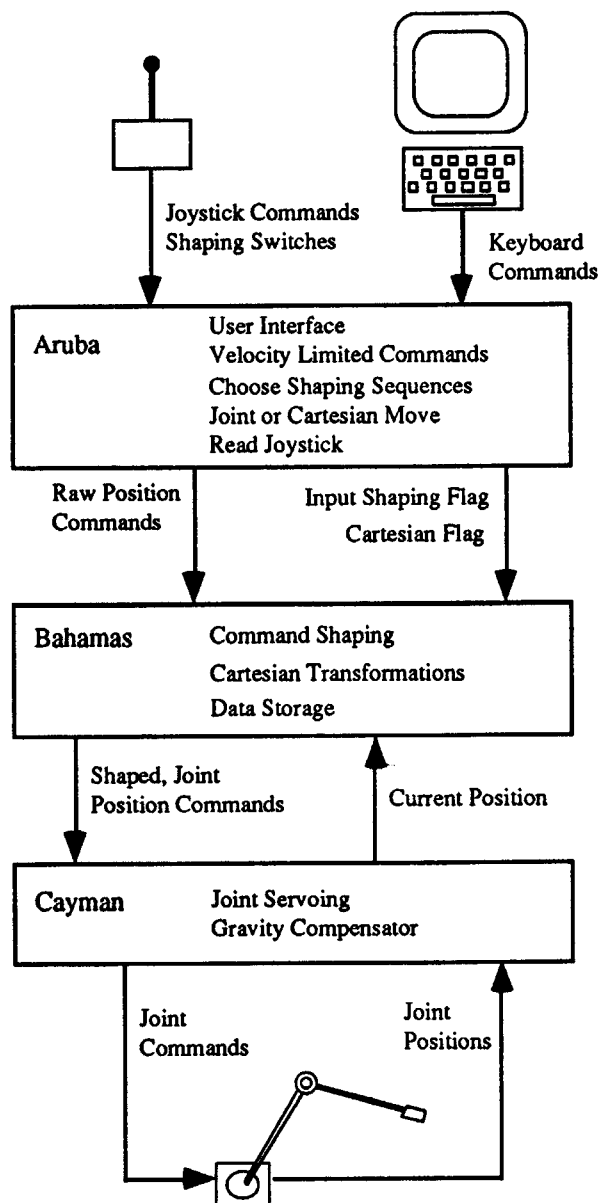 Joystick Commands
Shaping Switches
Keyboard
Commands
Aruba
User Interface
Velocity Limited Commands
Choose Shaping Sequences
Joint or Cartesian Move
Read Joystick
Raw Position
Commands
Input Shaping Flag
Cartesian Flag
Bahamas
Command Shaping
Cartesian Transformations
Data Storage
Shaped, Joint
Position Commands
Current Position
Cayman
Joint Servoing
Gravity Compensator
Joint
Commands
Joint
Positions